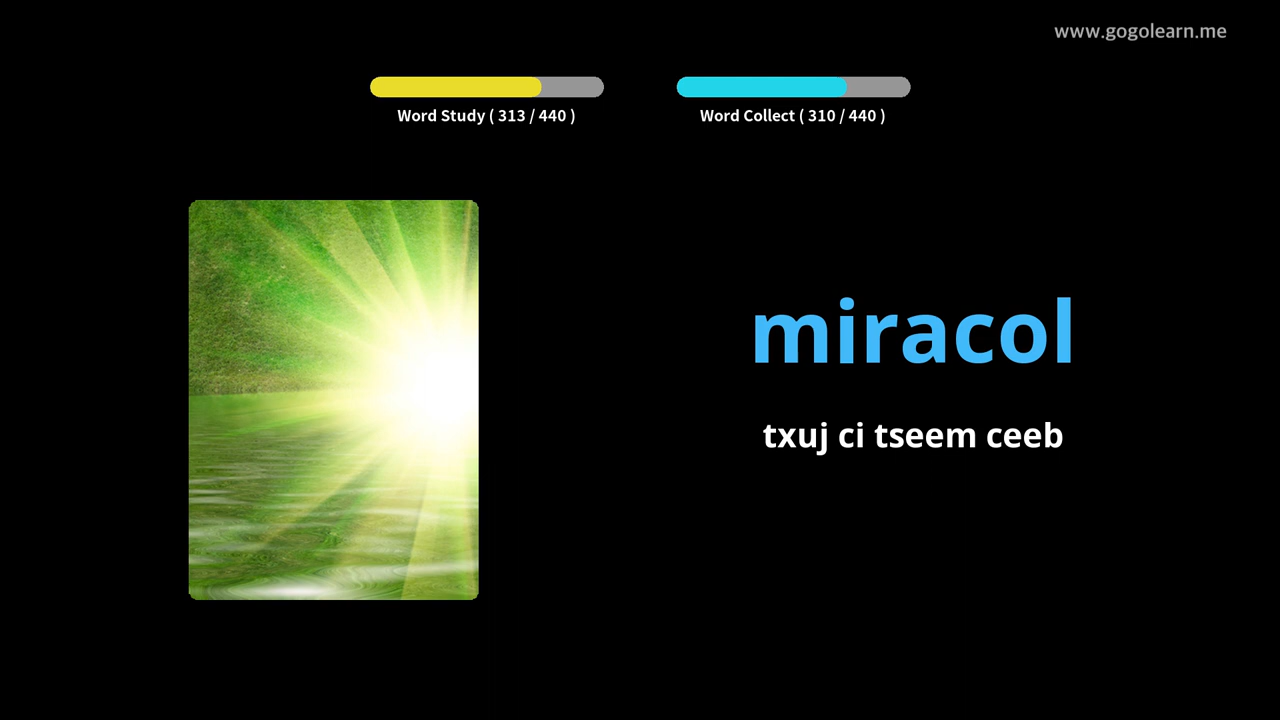 www.gogolearn.me
Word Study ( 313 / 440 )
Word Collect ( 310 / 440 )
miracol
txuj ci tseem ceeb